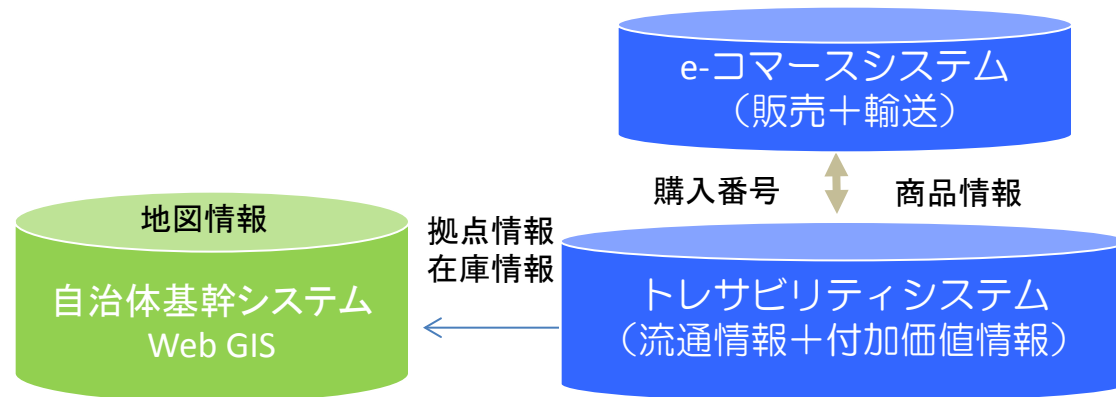 e-コマースシステム
（販売＋輸送）
購入番号
商品情報
地図情報
自治体基幹システム
Web GIS
拠点情報
在庫情報
トレサビリティシステム
（流通情報＋付加価値情報）